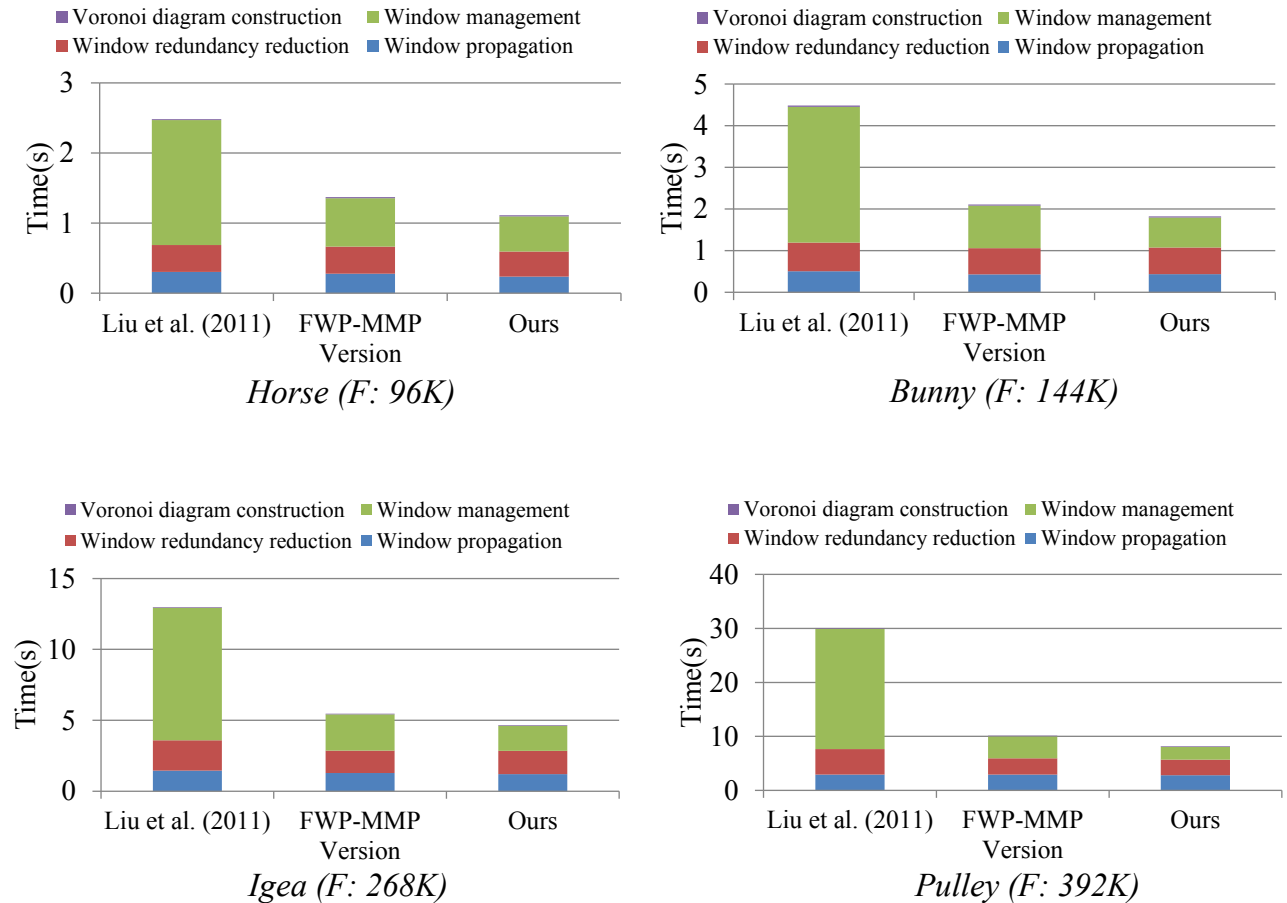 Voronoi diagram construction Window management
Window redundancy reduction Window propagation
3
2
1
0
Time(s)
Liu et al. (2011) FWP-MMP Ours
Version
Horse (F: 96K)
Voronoi diagram construction Window management
Window redundancy reduction Window propagation
5
4
3
2
1
0
Time(s)
Liu et al. (2011) FWP-MMP Ours
Version
Bunny (F: 144K)
Voronoi diagram construction Window management
Window redundancy reduction Window propagation
15
10
5
0
Time(s)
Liu et al. (2011) FWP-MMP Ours
Version
Igea (F: 268K)
Voronoi diagram construction Window management
Window redundancy reduction Window propagation
40
30
20
10
0
Time(s)
Liu et al. (2011) FWP-MMP Ours
Version
Pulley (F: 392K)